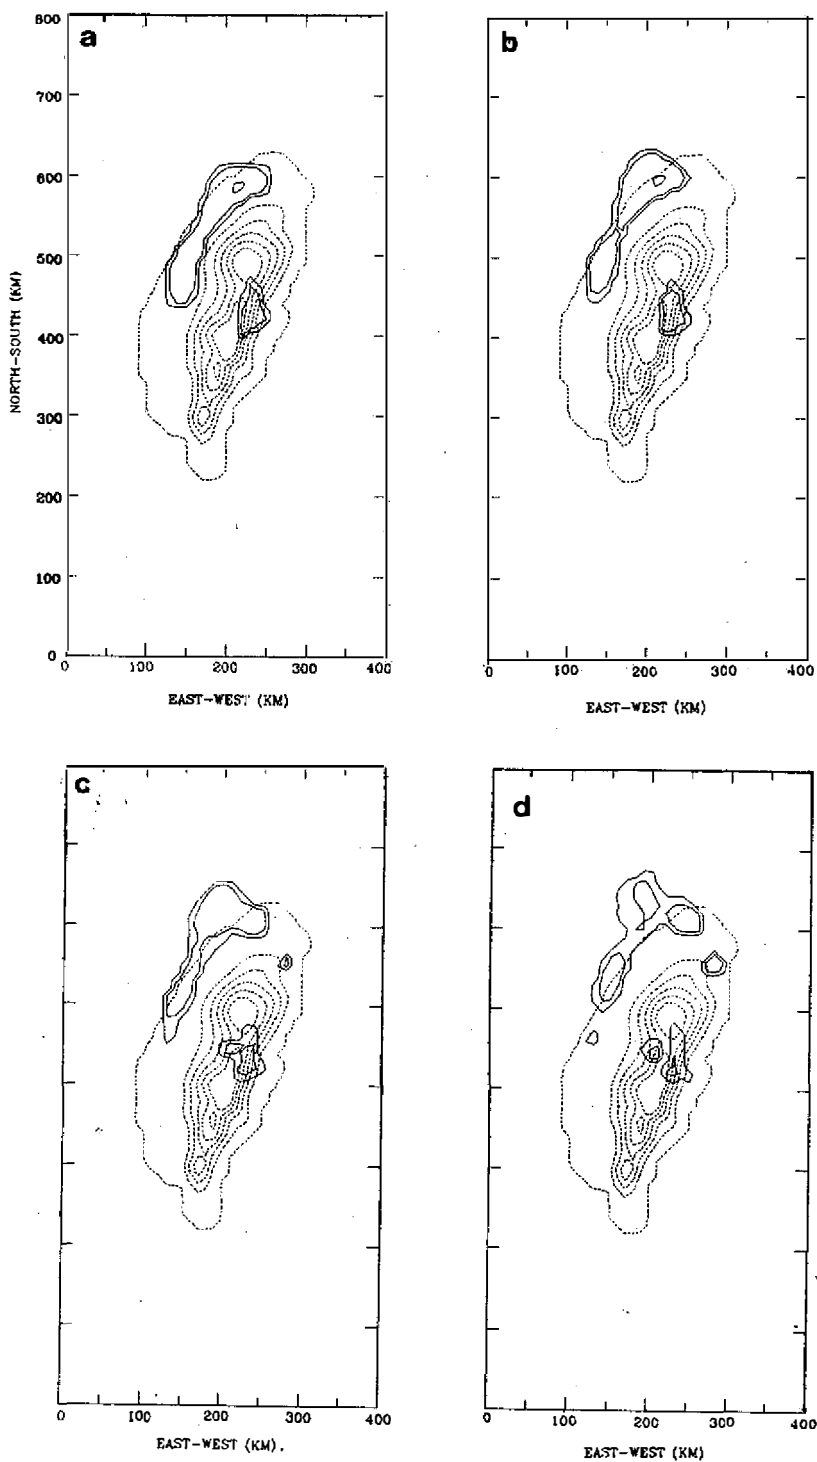 a
b
800
700
600
500
400
300
200
100
0
NORTH-SOUTH (KM)
0 100 200 300 400
0 100 200 300 400
EAST-WEST (KM)
EAST-WEST (KM)
c
d
0 100 200 300 400
0 100 200 300 400
EAST-WEST (KM).
EAST-WEST (KM)